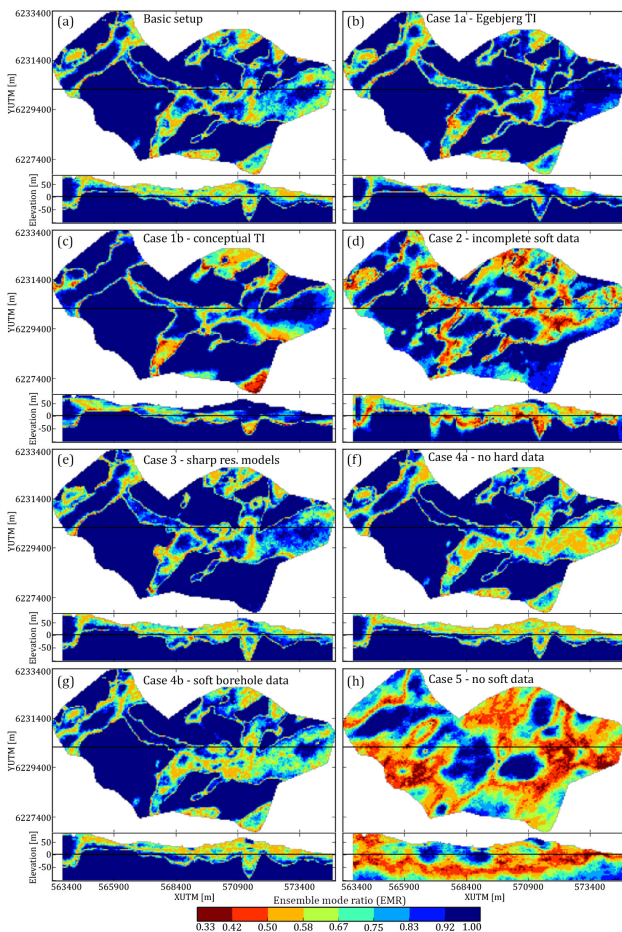 (a) Basic setup
(b) Case 1a - Egebjerg TI
6233400
6231400
6229400
6227400
YUTM [m]
Elevation [m]
50
0
-50
(c) Case 1b - conceptual TI
(d) Case 2 - incomplete soft data
6233400
6231400
6229400
6227400
YUTM [m]
Elevation [m]
50
0
-50
(e) Case 3 - sharp res. models
(f) Case 4a - no hard data
6233400
6231400
6229400
6227400
YUTM [m]
Elevation [m]
50
0
-50
(g) Case 4b - soft borehole data
(h) Case 5 - no soft data
6233400
6231400
6229400
6227400
YUTM [m]
Elevation [m]
50
0
-50
563400 565900 568400 570900 573400 563400 565900 568400 570900 573400
XUTM [m] XUTM [m]
Ensemble mode ratio (EMR)
0.33 0.42 0.50 0.58 0.67 0.75 0.83 0.92 1.00